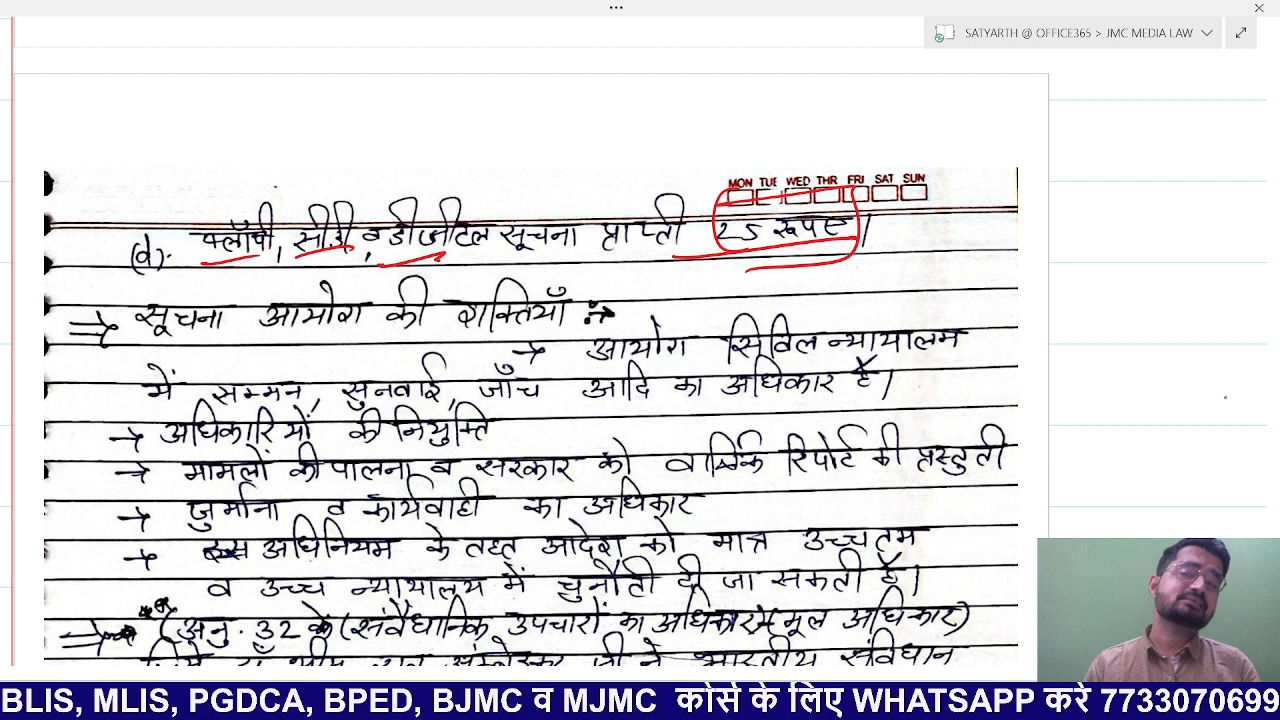 SATYARTH @ OFFICE365 > JMC MEDIA LAW
MON TUE WED THR FRI SAT SUN
(d). फ्लॉपी, सी.डी, व डीजीटल सूचना प्राप्ती 25 रूपए।
⇒ सूचना आयोग की शक्तियाँ :→
→ आयोग सिविल न्यायालय
में सम्मन, सुनवाई, जाँच आदि का अधिकार है।
→ अधिकारियों की नियुक्ति
→ मामलों की पालना व सरकार को वार्षिक रिपोर्ट की प्रस्तुती
→ जुर्माना व कार्यवाही का अधिकार
→ इस अधिनियम के तहत आदेश को मात्र उच्चतम
व उच्च न्यायालय में चुनौती दी जा सकती है।
⇒ (अनु. 32 के (संवैधानिक उपचारों का अधिकार में मूल अधिकार)
जी ने भारतीय संविधान
BLIS, MLIS, PGDCA, BPED, BJMC व MJMC कोर्स के लिए WHATSAPP करे 7733070699